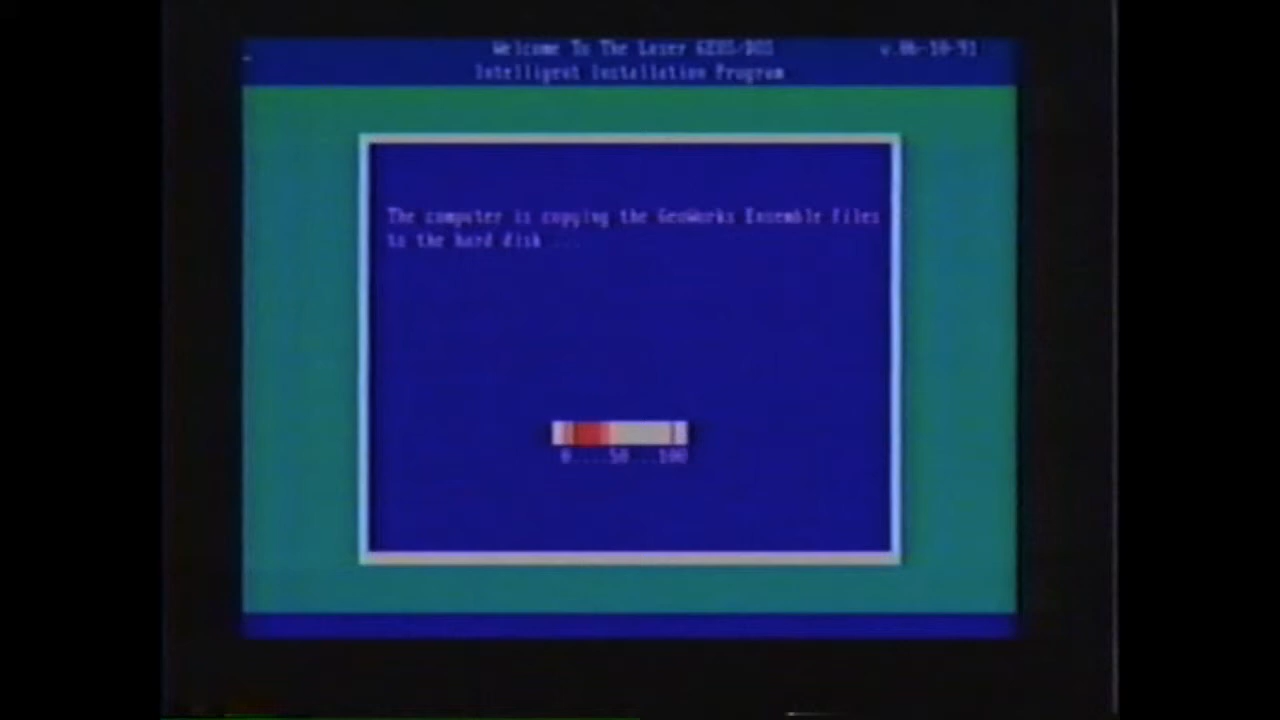 Welcome To The Laser GEOS/DOS
v.06-10-91
Intelligent Installation Program
The computer is copying the GeoWorks Ensemble files
to the hard disk ...
0....50...100